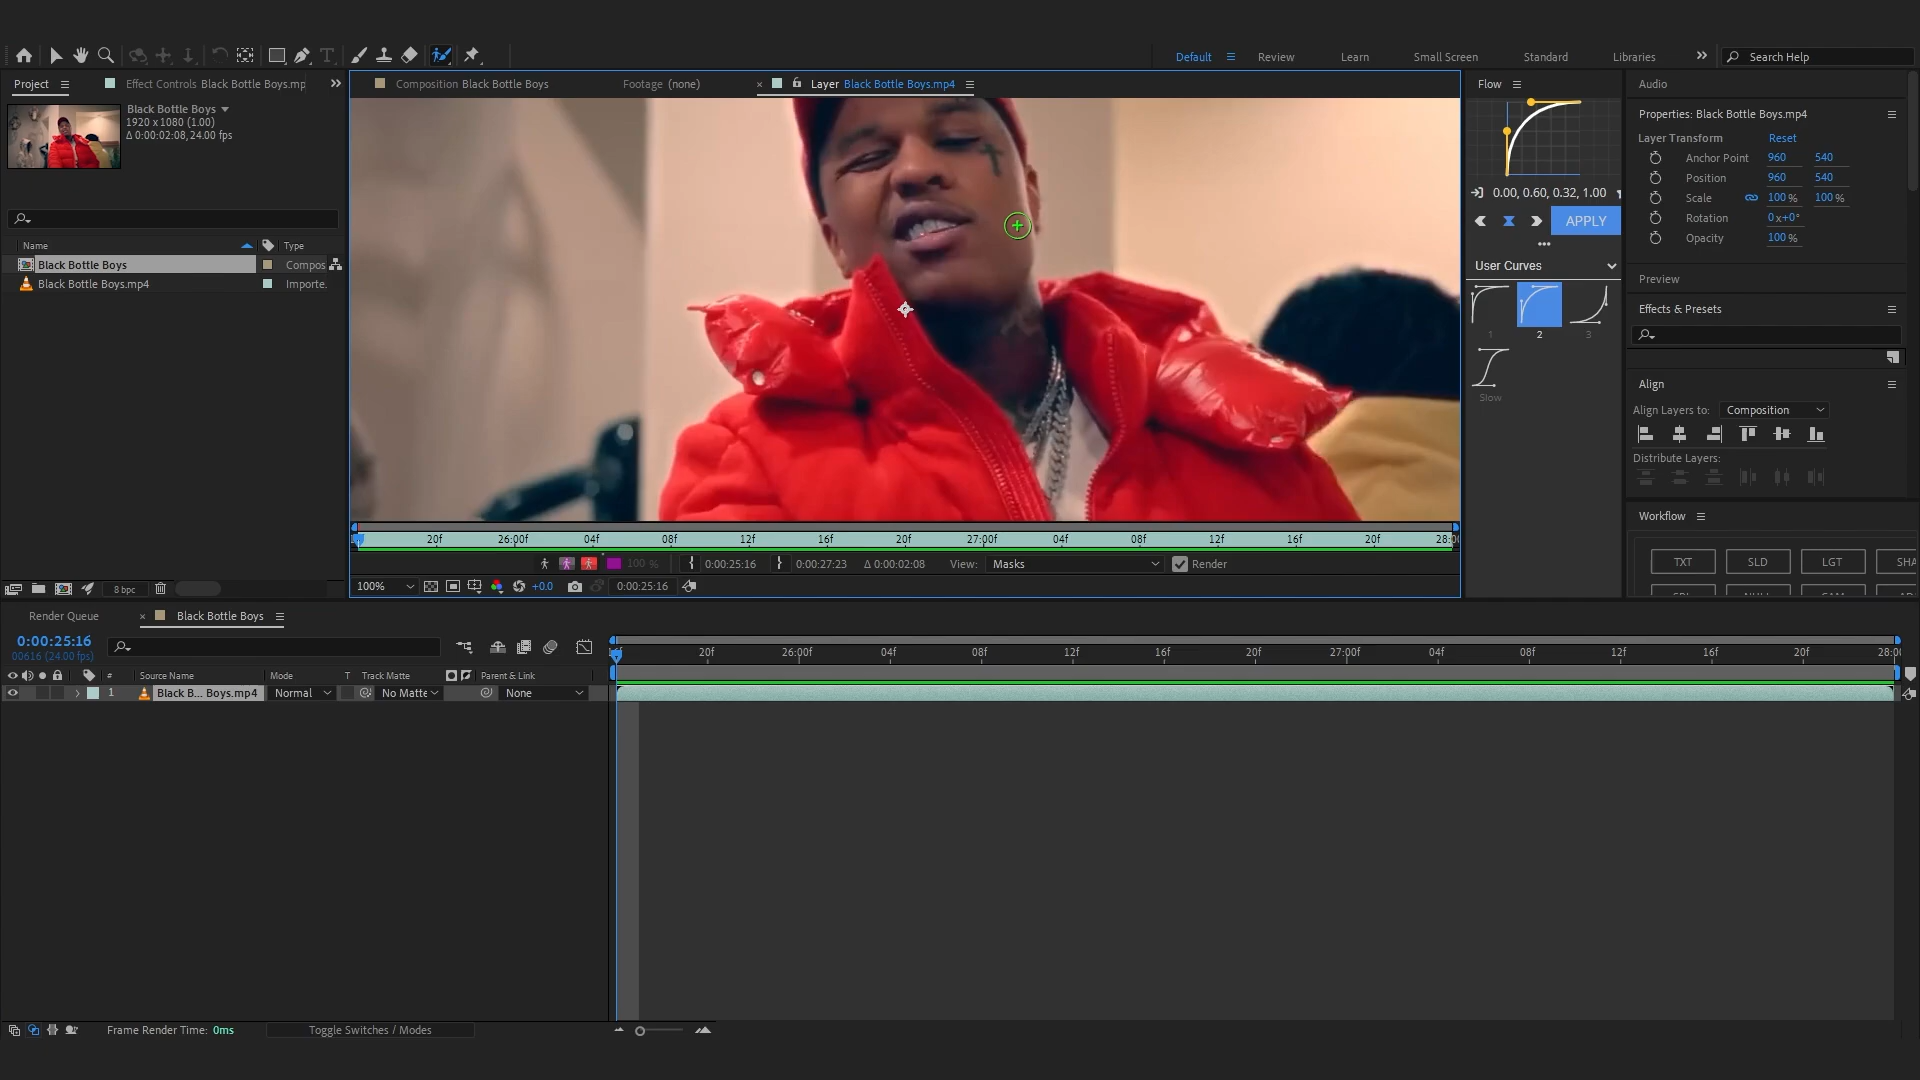 Default
Review
Learn
Small Screen
Standard
Libraries
Search Help
Project
Effect Controls Black Bottle Boys.mp
Composition Black Bottle Boys
Footage (none)
Layer Black Bottle Boys.mp4
Flow
Audio
Black Bottle Boys
1920 x 1080 (1.00)
Δ 0:00:02:08, 24.00 fps
Properties: Black Bottle Boys.mp4
Layer Transform
Reset
Anchor Point
960
540
Position
960
540
Scale
100 %
100 %
Rotation
0x+0°
Opacity
100 %
0.00, 0.60, 0.32, 1.00
APPLY
User Curves
1
2
3
Slow
Preview
Effects & Presets
Align
Align Layers to:
Composition
Distribute Layers:
Workflow
TXT
SLD
LGT
SHA
Name
Type
Black Bottle Boys
Compos
Black Bottle Boys.mp4
Importe.
8 bpc
20f
26:00f
04f
08f
12f
16f
20f
27:00f
04f
08f
12f
16f
20f
28:0
100 %
0:00:25:16
0:00:27:23
Δ 0:00:02:08
View:
Masks
Render
100%
+0.0
0:00:25:16
Render Queue
Black Bottle Boys
0:00:25:16
00616 (24.00 fps)
20f
26:00f
04f
08f
12f
16f
20f
27:00f
04f
08f
12f
16f
20f
28:0
#
Source Name
Mode
T
Track Matte
Parent & Link
1
Black B... Boys.mp4
Normal
No Matte
None
Frame Render Time: 0ms
Toggle Switches / Modes